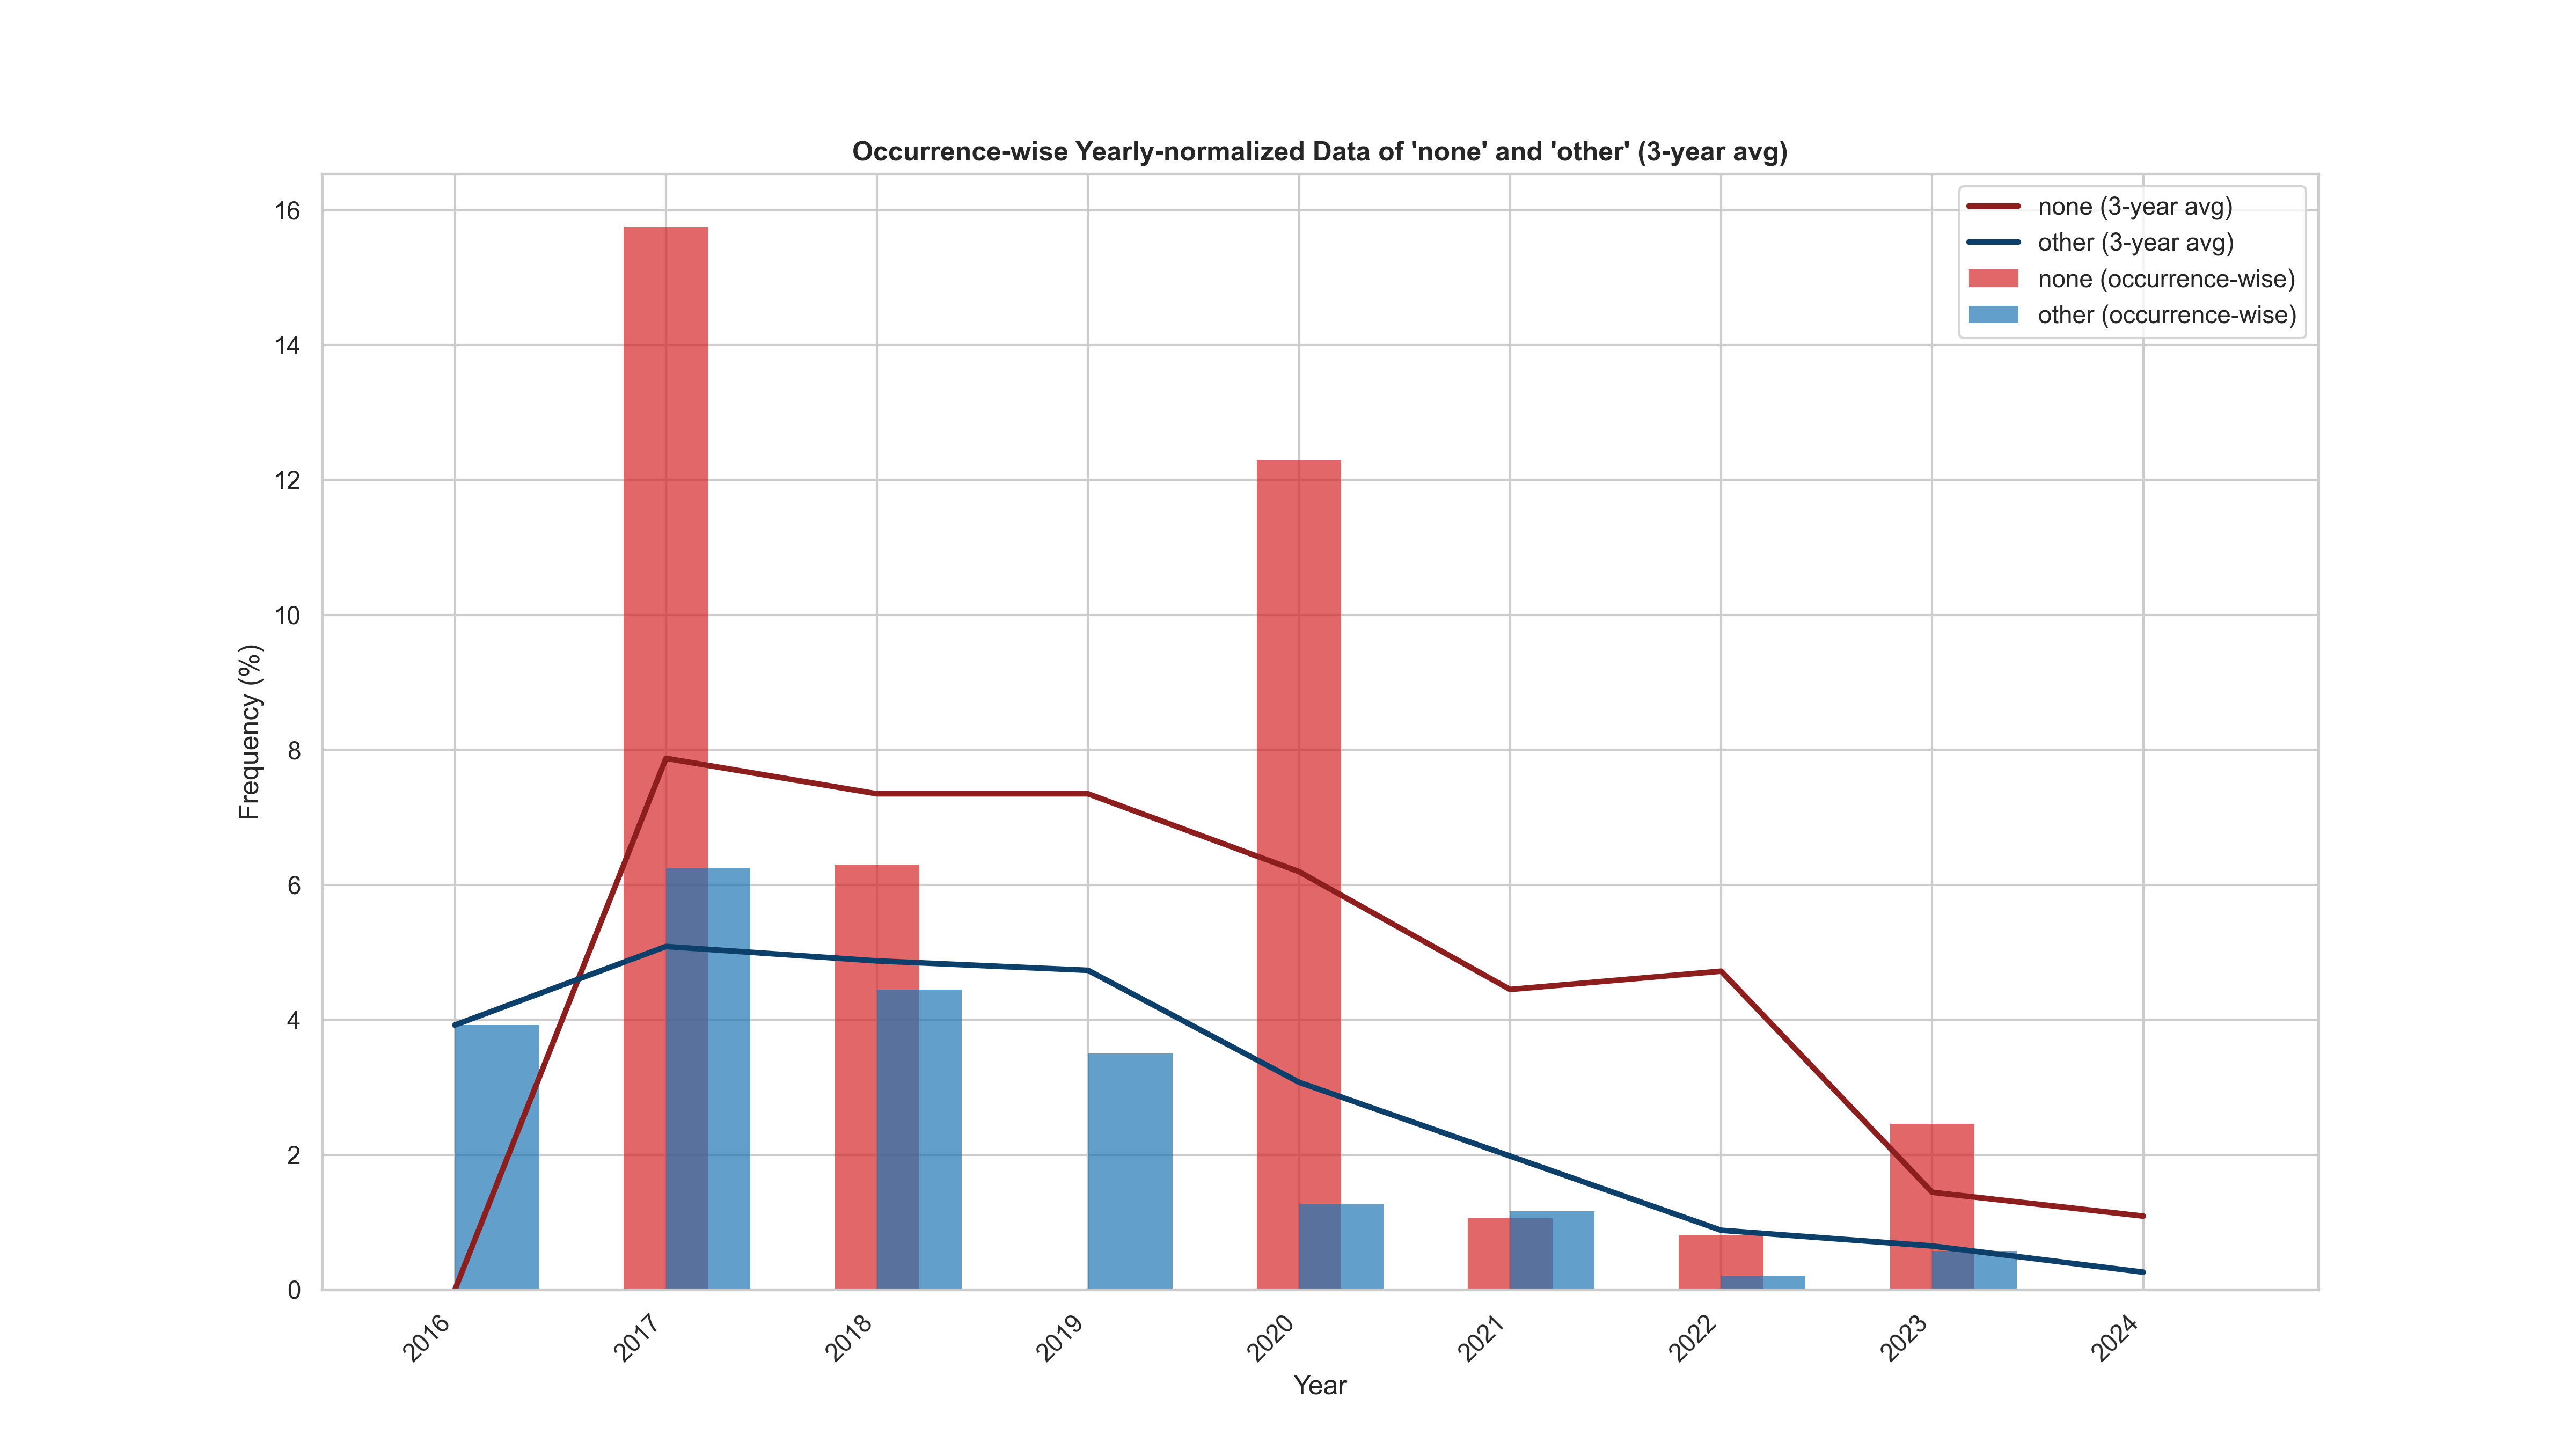 Occurrence-wise Yearly-normalized Data of 'none' and 'other' (3-year avg)
none (3-year avg)
other (3-year avg)
none (occurrence-wise)
other (occurrence-wise)
Frequency (%)
16
14
12
10
8
6
4
2
0
2016
2017
2018
2019
2020
2021
2022
2023
2024
Year